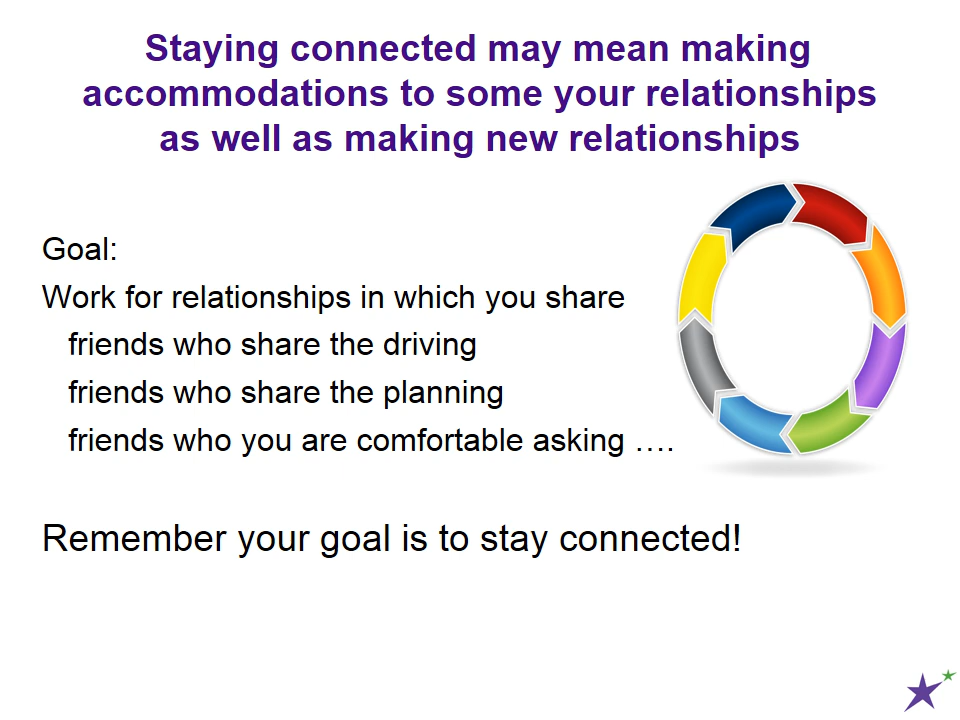 Staying connected may mean making
accommodations to some your relationships
as well as making new relationships
Goal:
Work for relationships in which you share
friends who share the driving
friends who share the planning
friends who you are comfortable asking ….
Remember your goal is to stay connected!